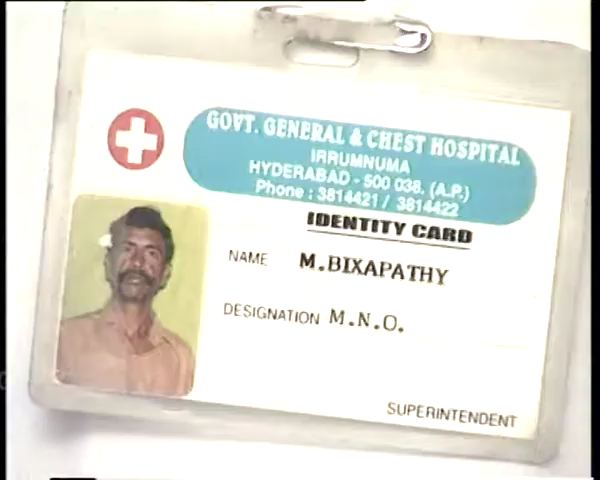 GOVT. GENERAL & CHEST HOSPITAL
IRRUMNUMA
HYDERABAD - 500 038. (A.P.)
Phone : 3814421 / 3814422
IDENTITY CARD
NAME M.BIXAPATHY
DESIGNATION M.N.O.
SUPERINTENDENT